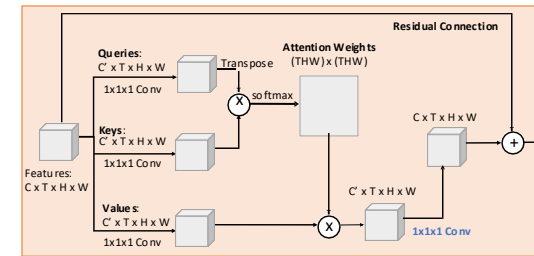 Residual Connection
Queries:
C' x T x H x W
1x1x1 Conv
Transpose
X
softmax
Attention Weights
(THW) x (THW)
Keys:
C' x T x H x W
1x1x1 Conv
Features:
C x T x H x W
Values:
C' x T x H x W
1x1x1 Conv
X
C' x T x H x W
1x1x1 Conv
C x T x H x W
+